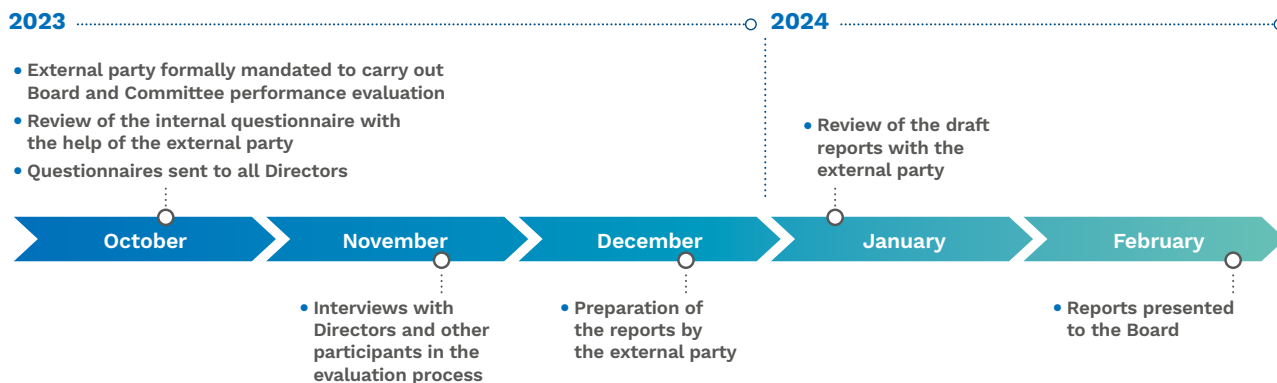 2023
2024
• External party formally mandated to carry out
Board and Committee performance evaluation
• Review of the internal questionnaire with
the help of the external party
• Questionnaires sent to all Directors
• Review of the draft
reports with the
external party
October
November
December
January
February
• Interviews with
Directors and other
participants in the
evaluation process
• Preparation of
the reports by
the external party
• Reports presented
to the Board